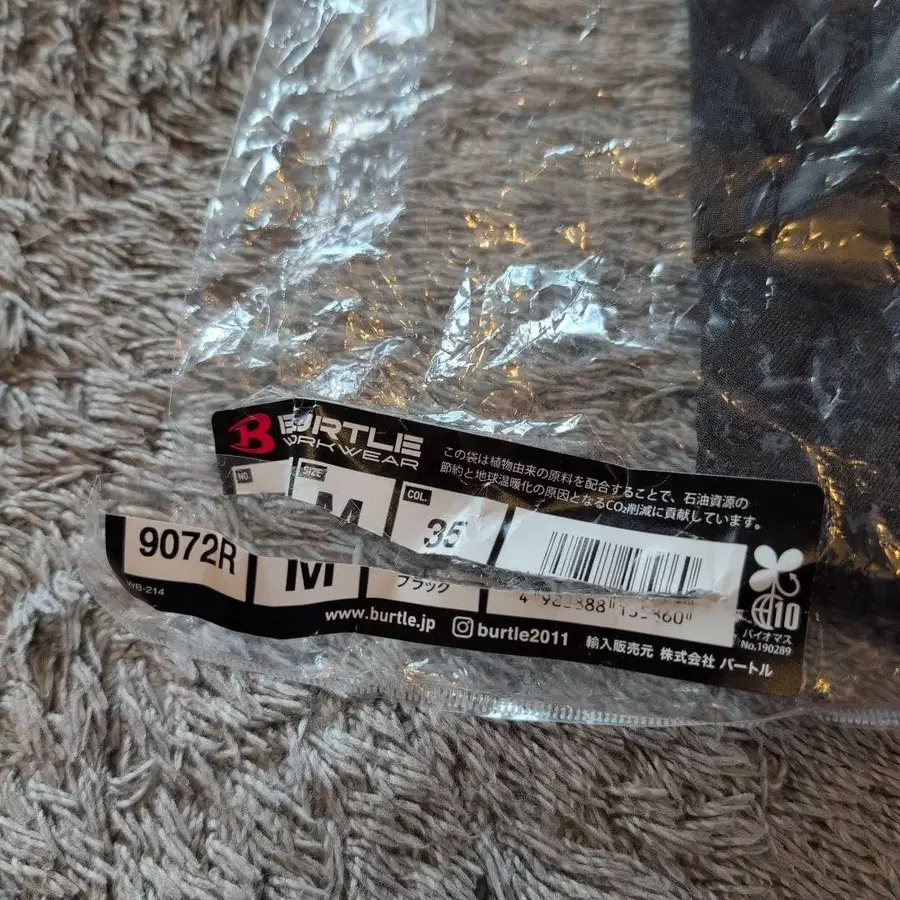 BURTLE
WORKWEAR
この袋は植物由来の原料を配合することで、石油資源の
節約と地球温暖化の原因となるCO₂削減に貢献しています。
NO. SIZE COL.
M 35
9072R M ブラック
WB-214
www.burtle.jp burtle2011 輸入販売元 株式会社 バートル
10
バイオマス
No.190289